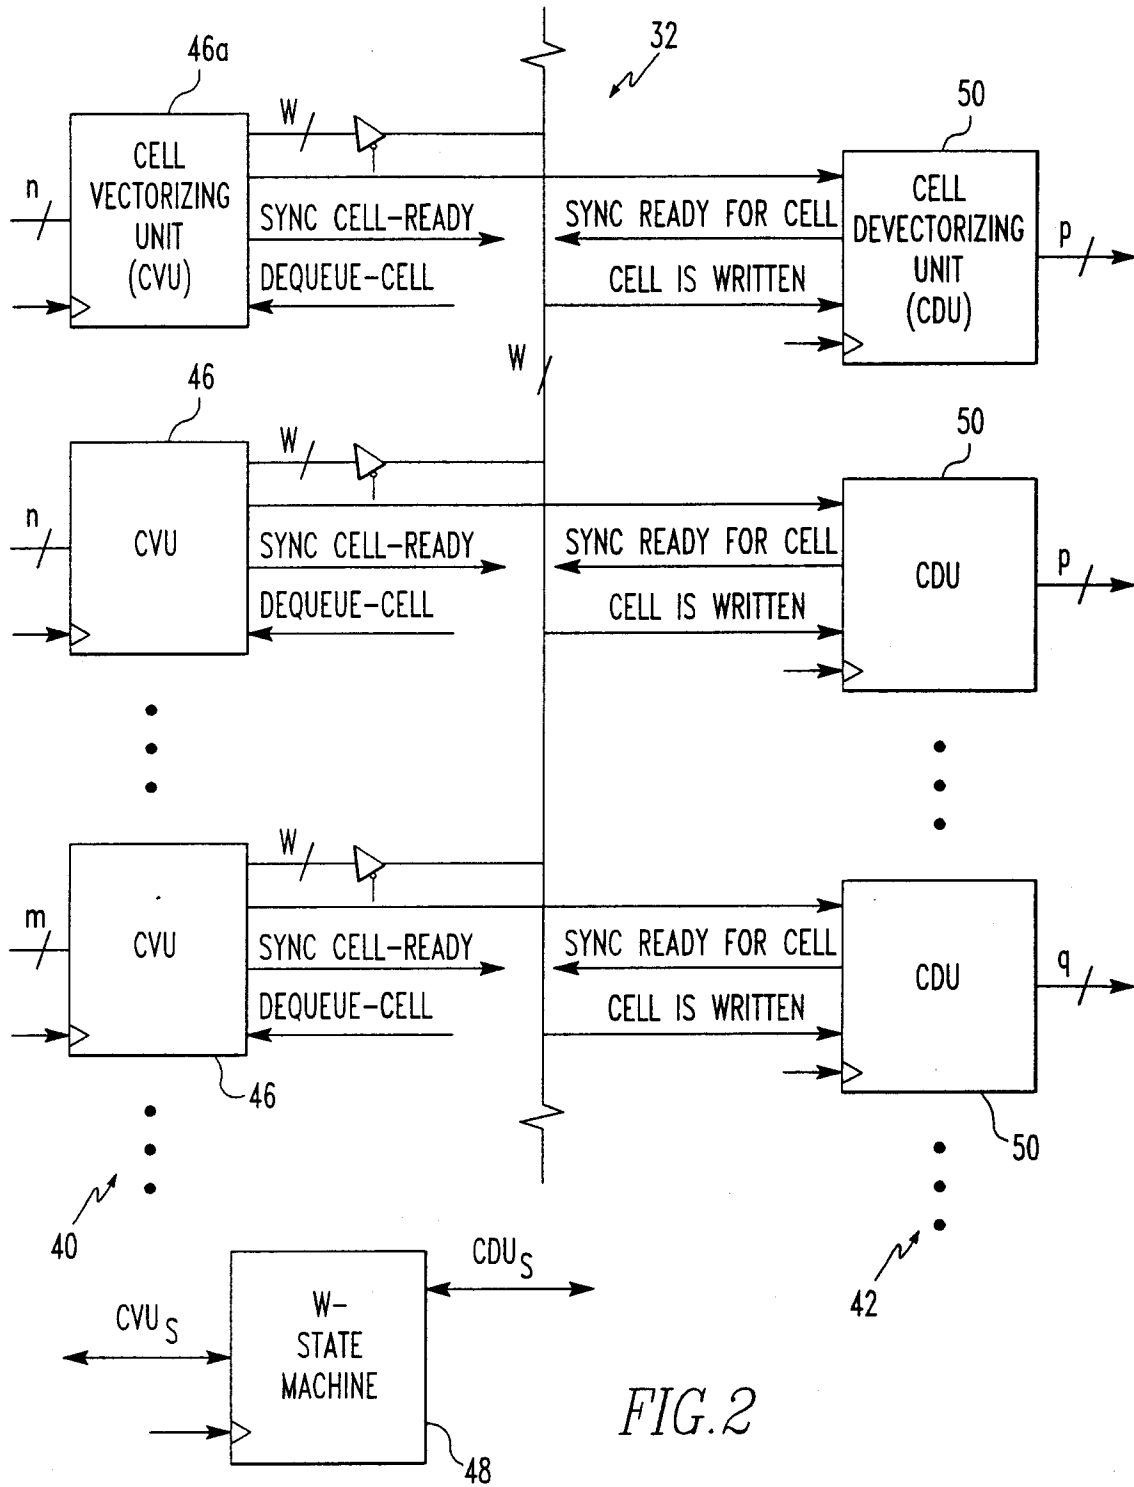 32
46a
50
W
n
CELL
VECTORIZING
UNIT
(CVU)
SYNC CELL-READY
DEQUEUE-CELL
SYNC READY FOR CELL
CELL IS WRITTEN
CELL
DEVECTORIZING
UNIT
(CDU)
p
W
46
50
W
n
CVU
SYNC CELL-READY
DEQUEUE-CELL
SYNC READY FOR CELL
CELL IS WRITTEN
CDU
p
W
m
CVU
SYNC CELL-READY
DEQUEUE-CELL
SYNC READY FOR CELL
CELL IS WRITTEN
CDU
q
46
50
40
42
CVUS
CDUS
W-
STATE
MACHINE
48
FIG.2